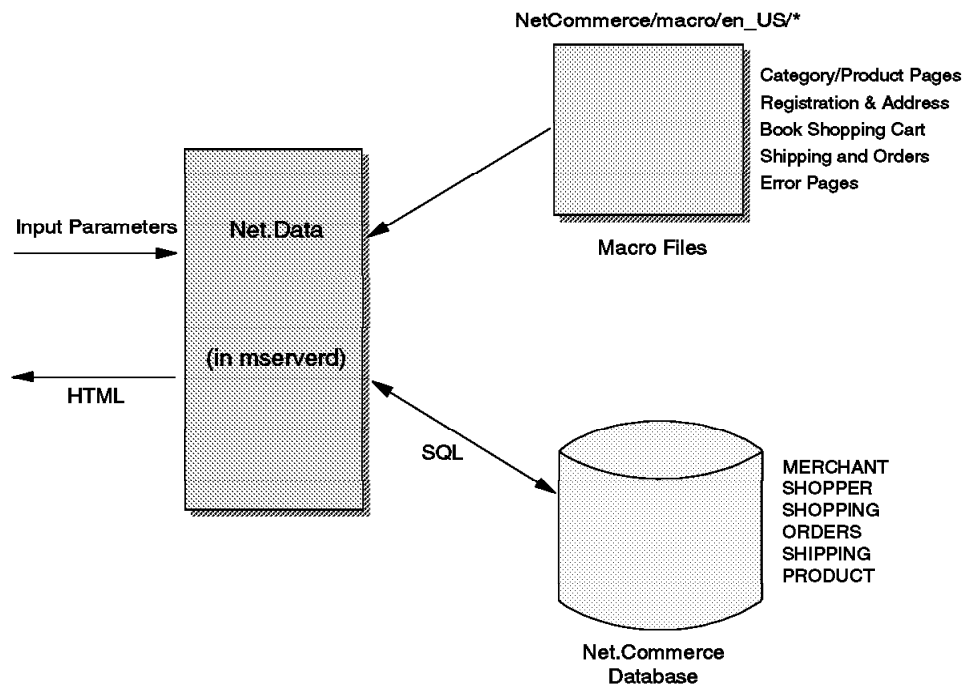 NetCommerce/macro/en_US/*
Category/Product Pages
Registration & Address
Book Shopping Cart
Shipping and Orders
Error Pages
Macro Files
Input Parameters
Net.Data
(in mserverd)
HTML
SQL
MERCHANT
SHOPPER
SHOPPING
ORDERS
SHIPPING
PRODUCT
Net.Commerce
Database